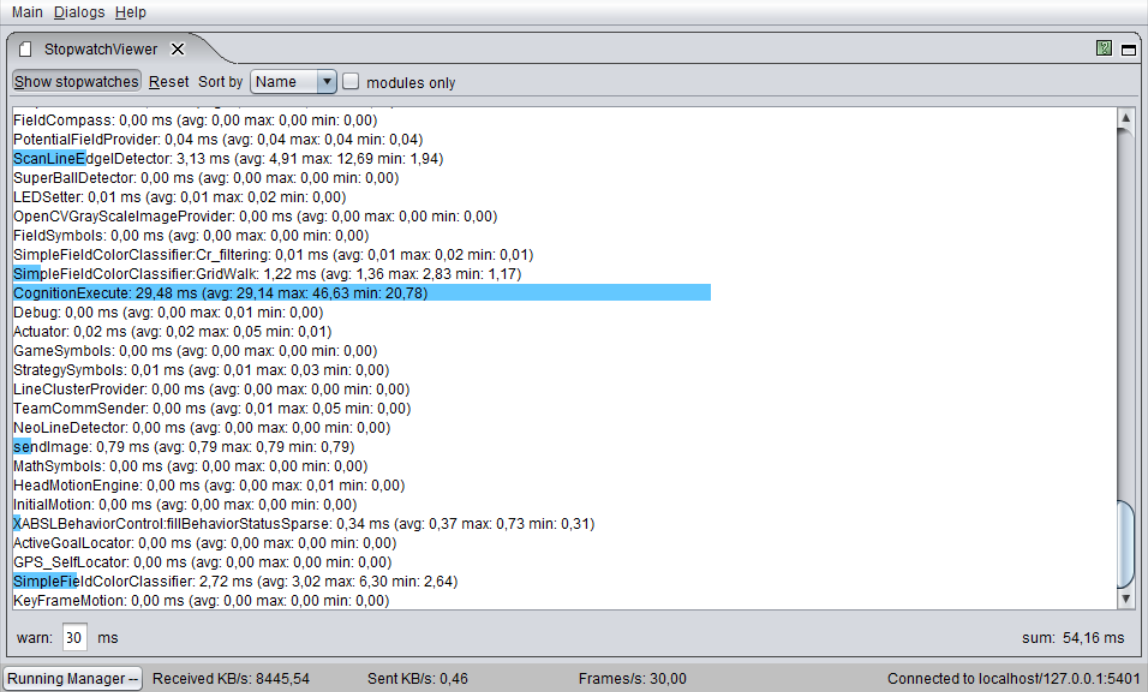 Main Dialogs Help
StopwatchViewer X
Show stopwatches Reset Sort by Name modules only
FieldCompass: 0,00 ms (avg: 0,00 max: 0,00 min: 0,00)
PotentialFieldProvider: 0,04 ms (avg: 0,04 max: 0,04 min: 0,04)
ScanLineEdgelDetector: 3,13 ms (avg: 4,91 max: 12,69 min: 1,94)
SuperBallDetector: 0,00 ms (avg: 0,00 max: 0,00 min: 0,00)
LEDSetter: 0,01 ms (avg: 0,01 max: 0,02 min: 0,00)
OpenCVGrayScaleImageProvider: 0,00 ms (avg: 0,00 max: 0,00 min: 0,00)
FieldSymbols: 0,00 ms (avg: 0,00 max: 0,00 min: 0,00)
SimpleFieldColorClassifier:Cr_filtering: 0,01 ms (avg: 0,01 max: 0,02 min: 0,01)
SimpleFieldColorClassifier:GridWalk: 1,22 ms (avg: 1,36 max: 2,83 min: 1,17)
CognitionExecute: 29,48 ms (avg: 29,14 max: 46,63 min: 20,78)
Debug: 0,00 ms (avg: 0,00 max: 0,01 min: 0,00)
Actuator: 0,02 ms (avg: 0,02 max: 0,05 min: 0,01)
GameSymbols: 0,00 ms (avg: 0,00 max: 0,00 min: 0,00)
StrategySymbols: 0,01 ms (avg: 0,01 max: 0,03 min: 0,00)
LineClusterProvider: 0,00 ms (avg: 0,00 max: 0,00 min: 0,00)
TeamCommSender: 0,00 ms (avg: 0,01 max: 0,05 min: 0,00)
NeoLineDetector: 0,00 ms (avg: 0,00 max: 0,00 min: 0,00)
sendImage: 0,79 ms (avg: 0,79 max: 0,79 min: 0,79)
MathSymbols: 0,00 ms (avg: 0,00 max: 0,00 min: 0,00)
HeadMotionEngine: 0,00 ms (avg: 0,00 max: 0,01 min: 0,00)
InitialMotion: 0,00 ms (avg: 0,00 max: 0,00 min: 0,00)
XABSLBehaviorControl:fillBehaviorStatusSparse: 0,34 ms (avg: 0,37 max: 0,73 min: 0,31)
ActiveGoalLocator: 0,00 ms (avg: 0,00 max: 0,00 min: 0,00)
GPS_SelfLocator: 0,00 ms (avg: 0,00 max: 0,00 min: 0,00)
SimpleFieldColorClassifier: 2,72 ms (avg: 3,02 max: 6,30 min: 2,64)
KeyFrameMotion: 0,00 ms (avg: 0,00 max: 0,00 min: 0,00)
warn: 30 ms sum: 54,16 ms
Running Manager -- Received KB/s: 8445,54 Sent KB/s: 0,46 Frames/s: 30,00 Connected to localhost/127.0.0.1:5401